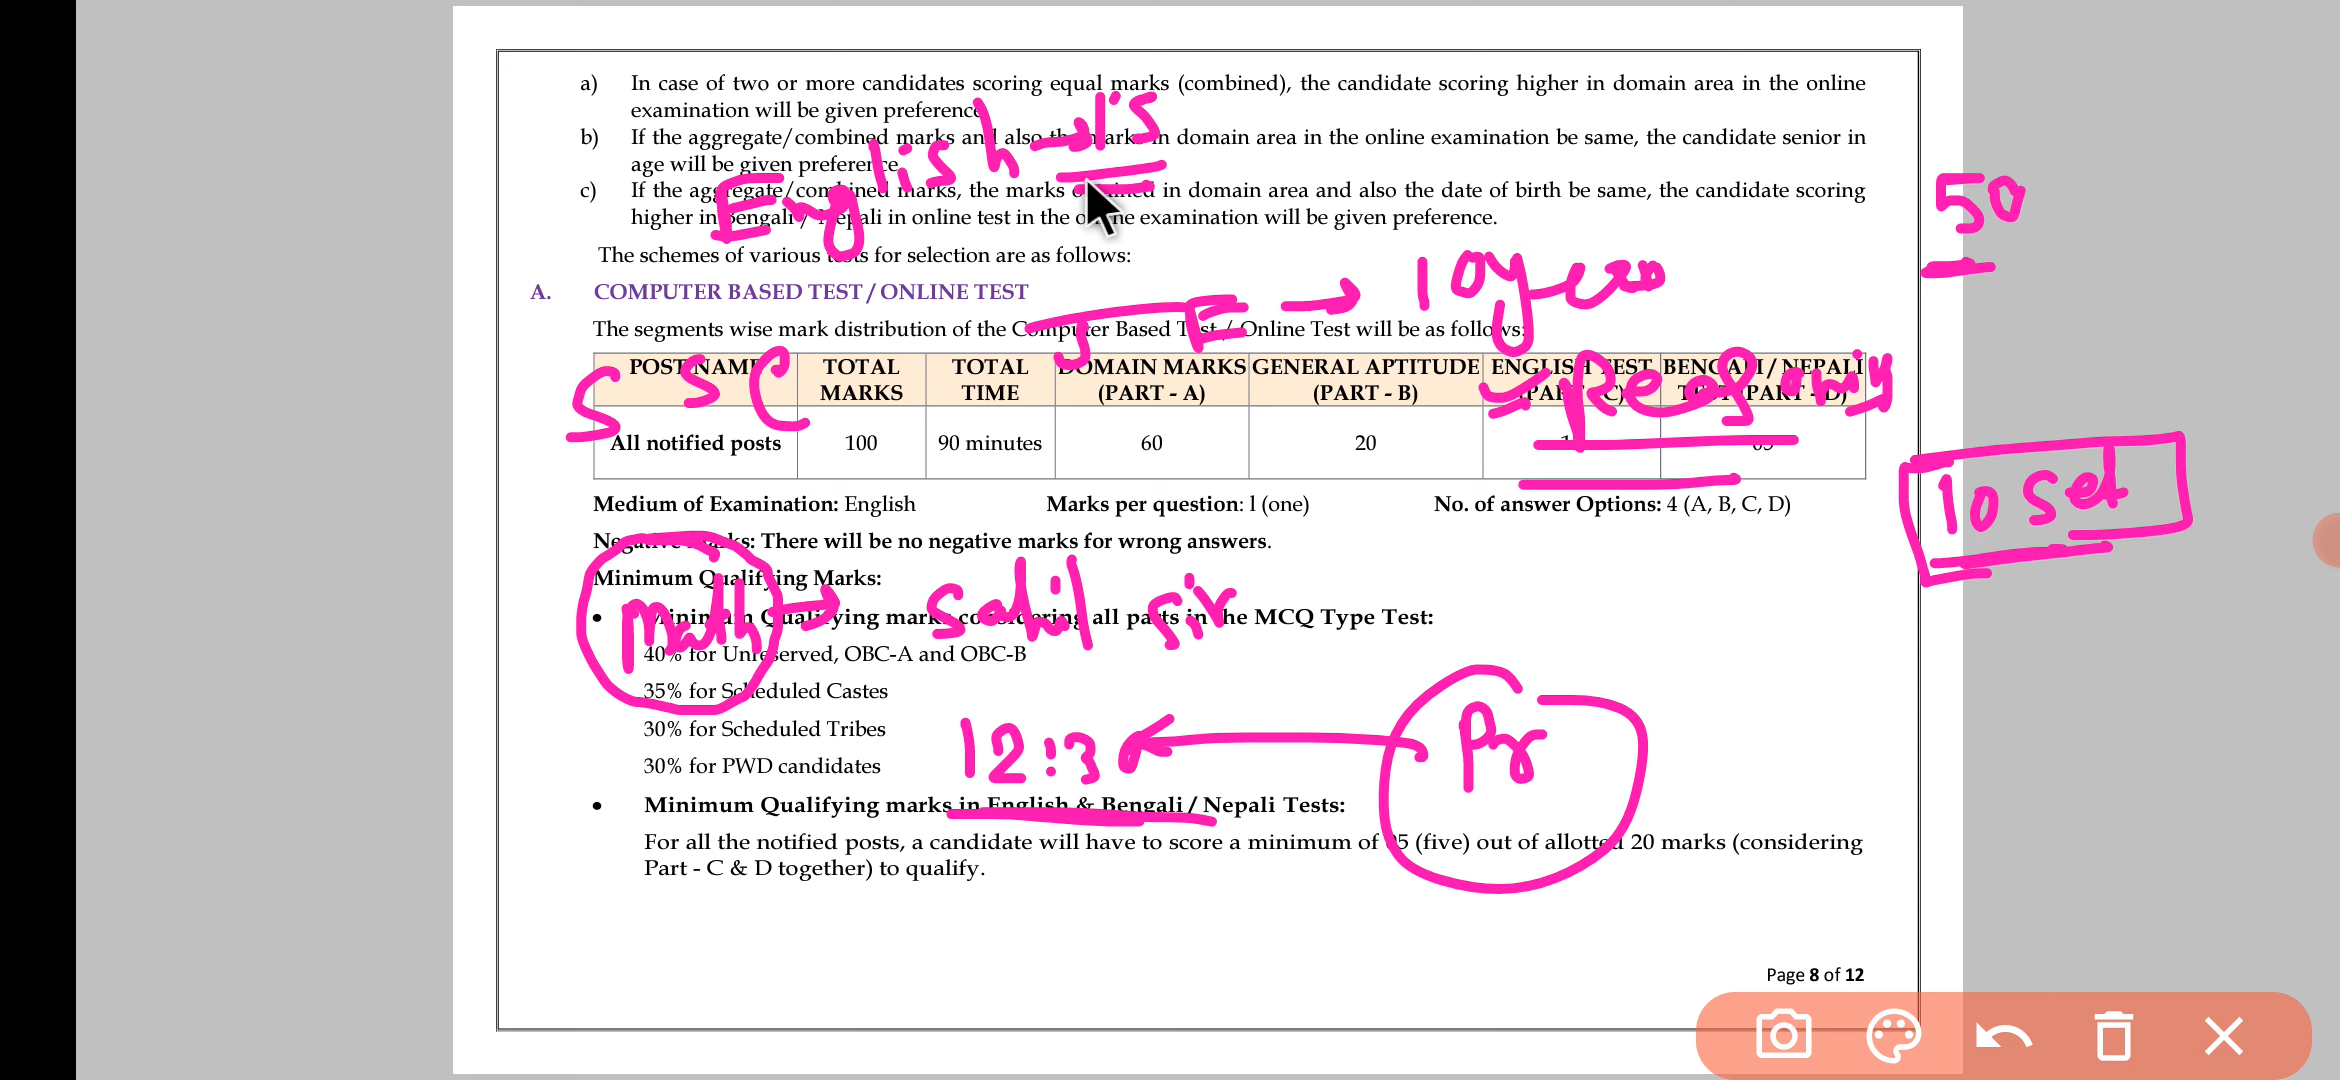 a) In case of two or more candidates scoring equal marks (combined), the candidate scoring higher in domain area in the online
examination will be given preference
b) If the aggregate/combined marks and also the marks in domain area in the online examination be same, the candidate senior in
age will be given preference.
c) If the aggregate/combined marks, the marks obtained in domain area and also the date of birth be same, the candidate scoring
higher in Bengali / Nepali in online test in the online examination will be given preference.
English
50
The schemes of various tests for selection are as follows:
A. COMPUTER BASED TEST / ONLINE TEST
JE → 10 year
The segments wise mark distribution of the Computer Based Test / Online Test will be as follows:
SSC
POST NAME TOTAL MARKS TOTAL TIME DOMAIN MARKS (PART - A) GENERAL APTITUDE (PART - B) ENGLISH TEST (PART - C) BENGALI / NEPALI TEST (PART - D)
All notified posts 100 90 minutes 60 20
10 set
Medium of Examination: English Marks per question: 1 (one) No. of answer Options: 4 (A, B, C, D)
Negative Marks: There will be no negative marks for wrong answers.
Minimum Qualifying Marks:
math → sahil sir
• Minimum Qualifying marks considering all parts in the MCQ Type Test:
40% for Unreserved, OBC-A and OBC-B
35% for Scheduled Castes
30% for Scheduled Tribes
12:30
30% for PWD candidates
• Minimum Qualifying marks in English & Bengali / Nepali Tests:
For all the notified posts, a candidate will have to score a minimum of 05 (five) out of allotted 20 marks (considering
Part - C & D together) to qualify.
Page 8 of 12